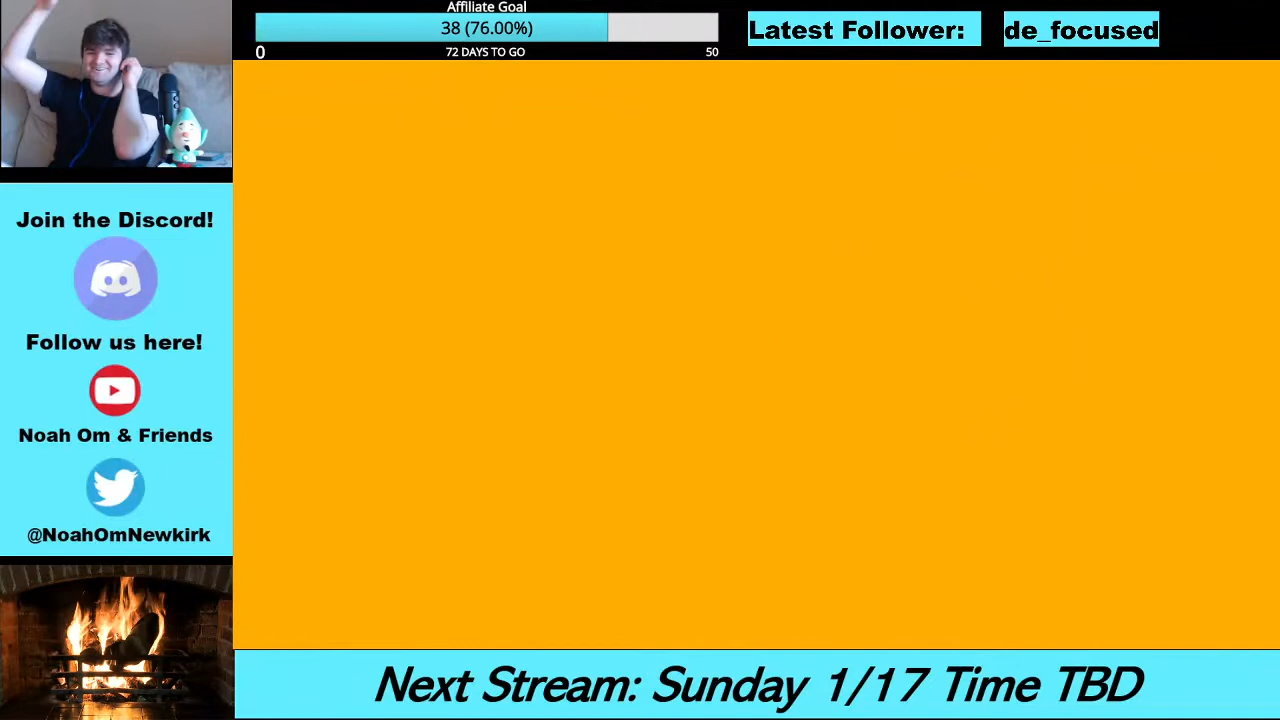 Affiliate Goal
38 (76.00%)
0
72 DAYS TO GO
50
Latest Follower:
de_focused
Join the Discord!
Follow us here!
Noah Om & Friends
@NoahOmNewkirk
Next Stream: Sunday 1/17 Time TBD